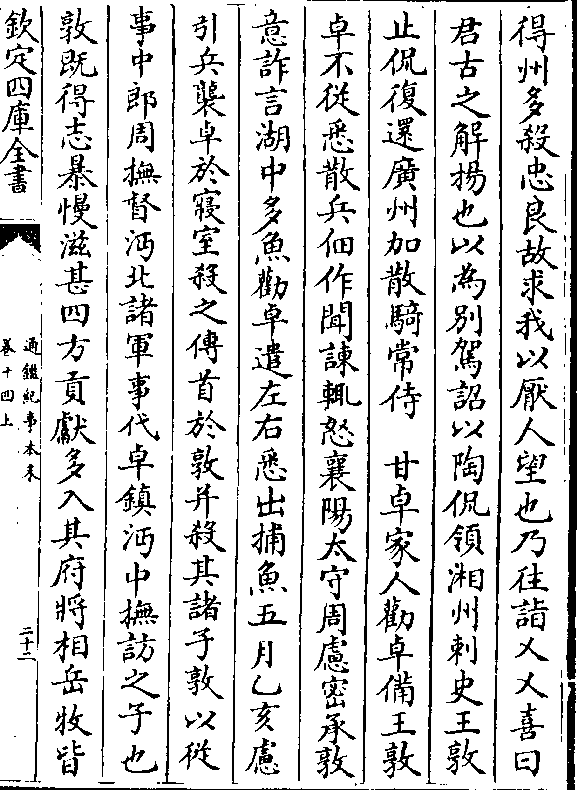 得州多殺忠良故求我以厭人望也乃往詣乂乂喜曰
君古之解揚也以為別駕詔以陶侃領湘州刺史王敦
止侃復還廣州加散騎常侍　甘卓家人勸卓備王敦
卓不從悉散兵佃作聞諫輒怒襄陽太守周慮密承敦
意詐言湖中多魚勸卓遣左右悉出捕魚五月乙亥慮
引兵襲卓於寢室殺之傳首於敦并殺其諸子敦以從
事中郎周撫督沔北諸軍事代卓鎮沔中撫訪之子也
敦既得志暴慢滋甚四方貢獻多入其府將相岳牧皆
欽定四庫全書
通鑑紀事本末
卷十四上
二十二